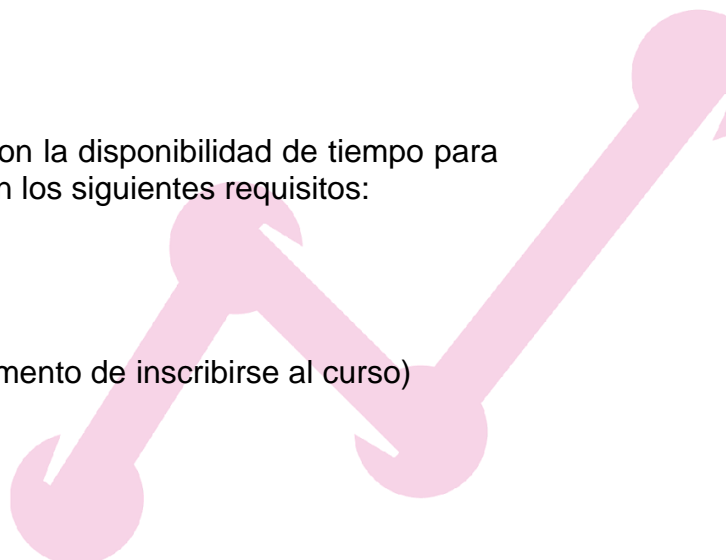 on la disponibilidad de tiempo para
n los siguientes requisitos:
mento de inscribirse al curso)